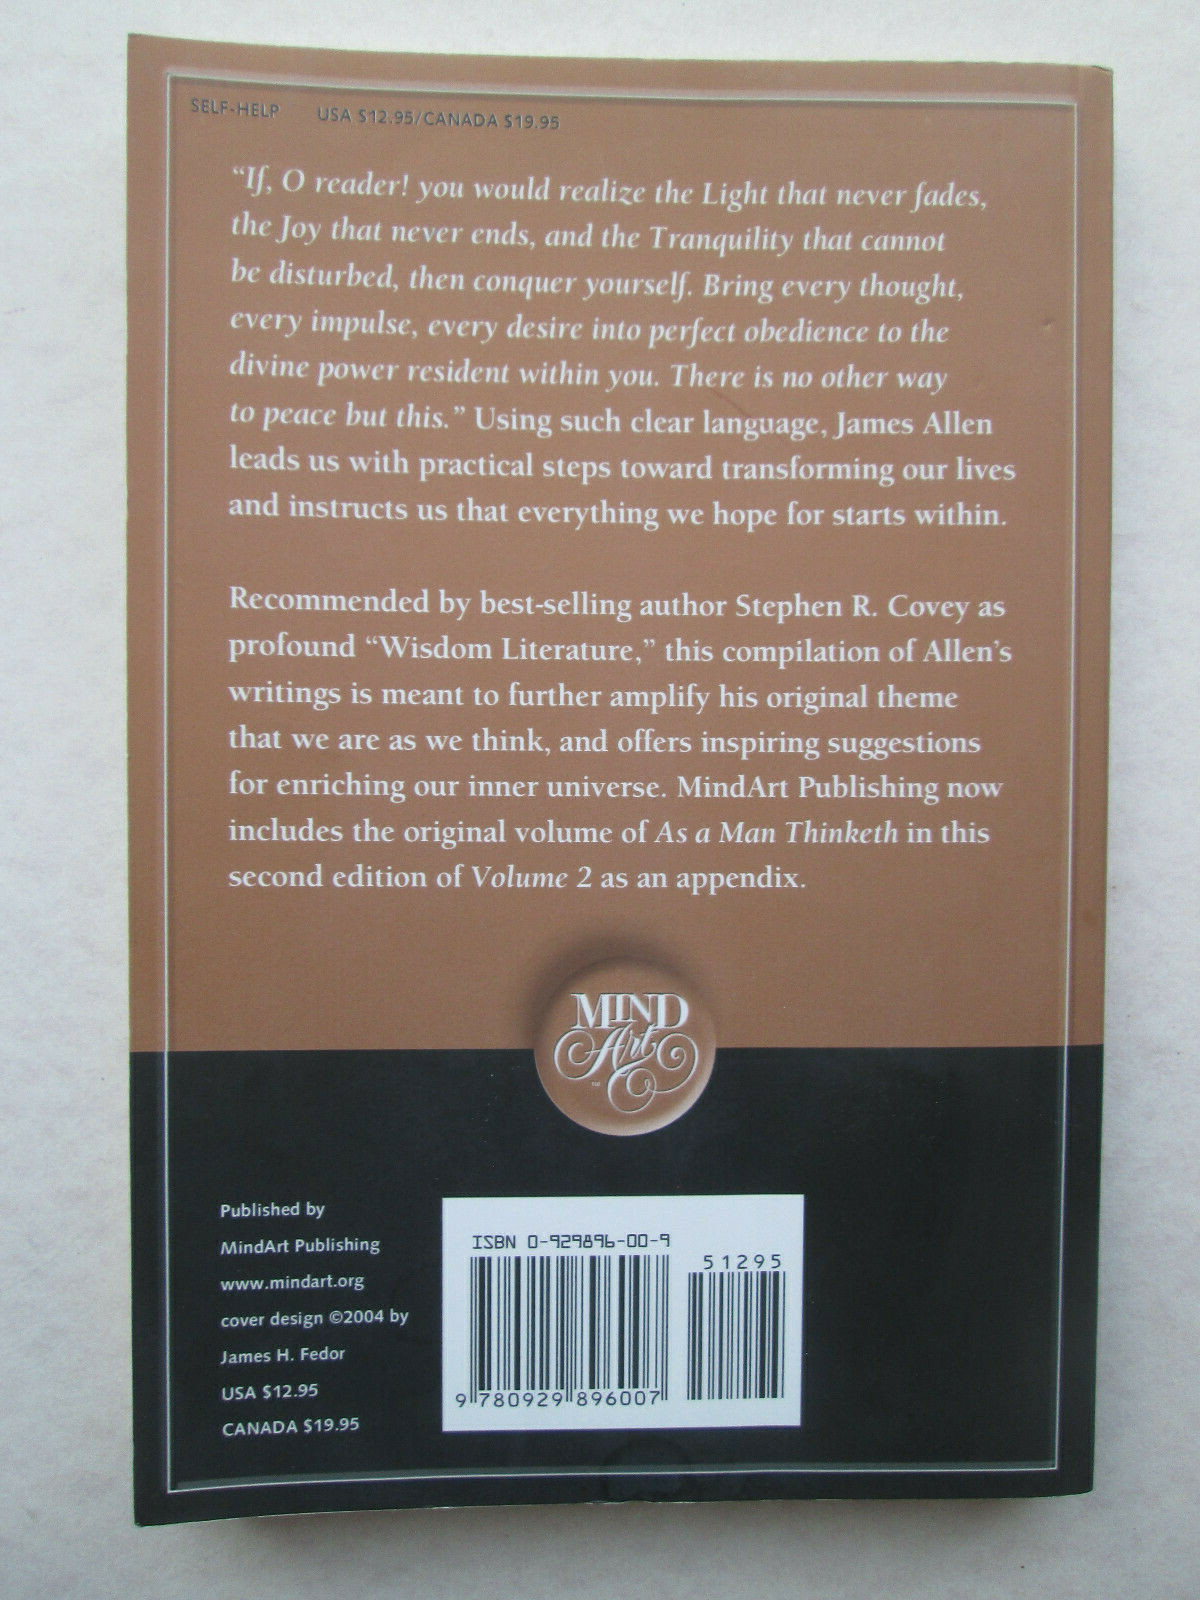 SELF-HELP USA $12.95/CANADA $19.95
“If, O reader! you would realize the Light that never fades,
the Joy that never ends, and the Tranquility that cannot
be disturbed, then conquer yourself. Bring every thought,
every impulse, every desire into perfect obedience to the
divine power resident within you. There is no other way
to peace but this.” Using such clear language, James Allen
leads us with practical steps toward transforming our lives
and instructs us that everything we hope for starts within.
Recommended by best-selling author Stephen R. Covey as
profound “Wisdom Literature,” this compilation of Allen’s
writings is meant to further amplify his original theme
that we are as we think, and offers inspiring suggestions
for enriching our inner universe. MindArt Publishing now
includes the original volume of As a Man Thinketh in this
second edition of Volume 2 as an appendix.
MIND
Art
™
Published by
MindArt Publishing
www.mindart.org
cover design ©2004 by
James H. Fedor
USA $12.95
CANADA $19.95
ISBN 0-929896-00-9
51295
9 780929 896007